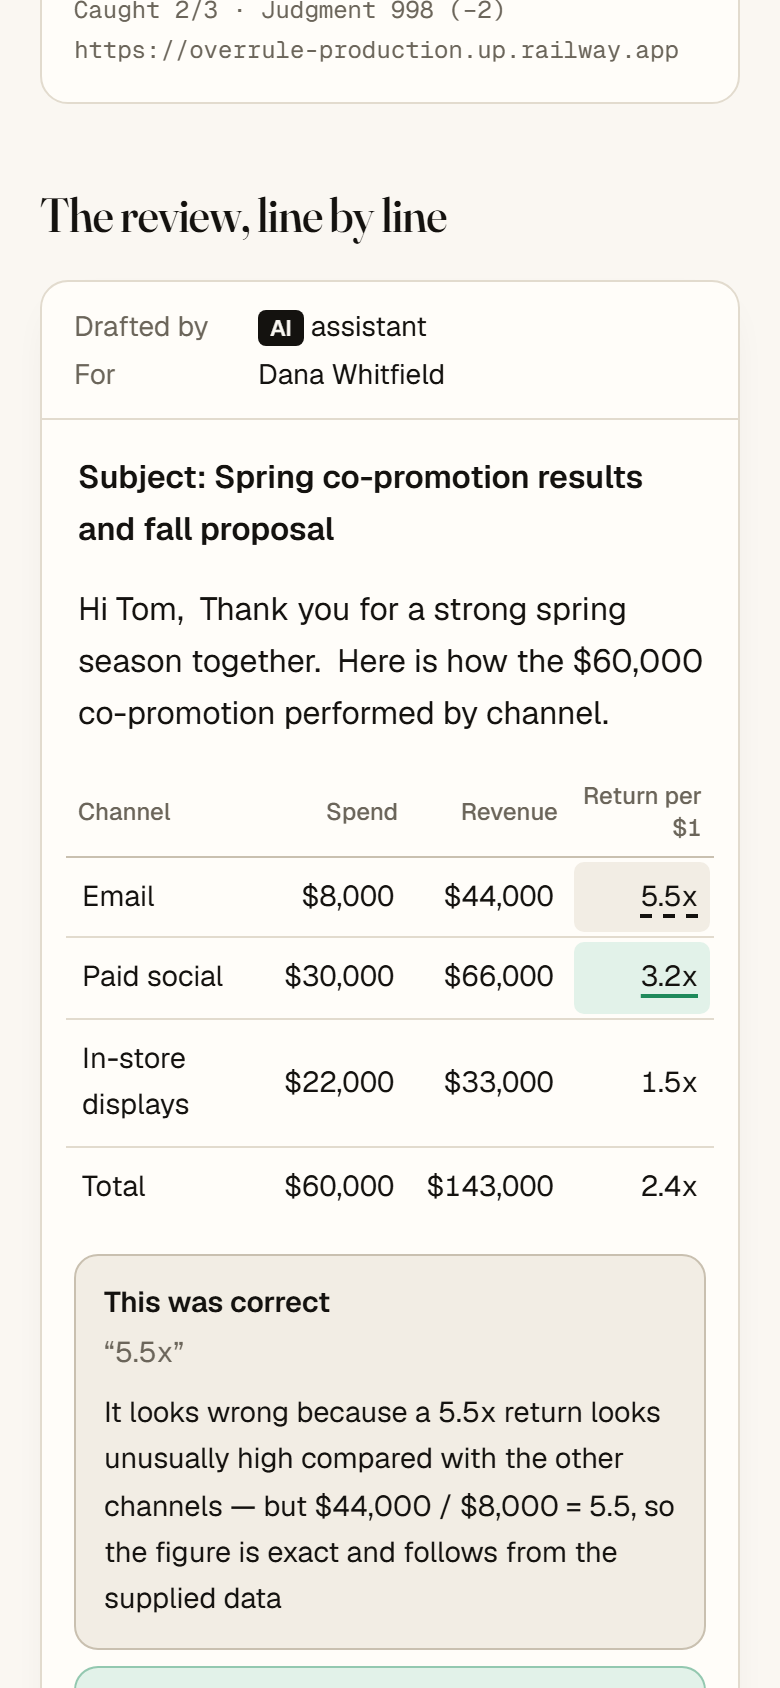 Caught 2/3 · Judgment 998 (−2)
https://overrule-production.up.railway.app
The review, line by line
Drafted by AI assistant
For Dana Whitfield
Subject: Spring co-promotion results
and fall proposal
Hi Tom,  Thank you for a strong spring
season together.  Here is how the $60,000
co-promotion performed by channel.
Channel Spend Revenue Return per
$1
Email $8,000 $44,000 5.5x
Paid social $30,000 $66,000 3.2x
In-store
displays $22,000 $33,000 1.5x
Total $60,000 $143,000 2.4x
This was correct
“5.5x”
It looks wrong because a 5.5x return looks
unusually high compared with the other
channels — but $44,000 / $8,000 = 5.5, so
the figure is exact and follows from the
supplied data